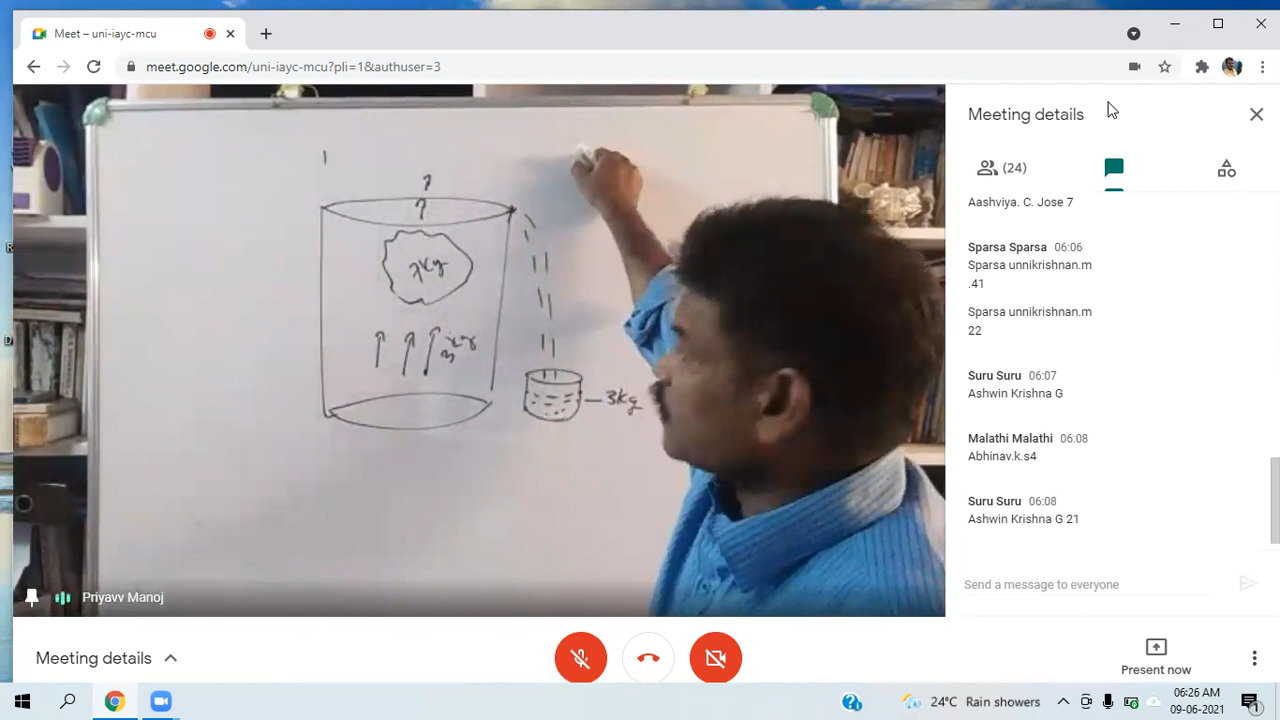 Meet – uni-iayc-mcu
meet.google.com/uni-iayc-mcu?pli=1&authuser=3
Meeting details
(24)
Aashviya. C. Jose 7
Sparsa Sparsa 06:06
Sparsa unnikrishnan.m
.41
Sparsa unnikrishnan.m
22
Suru Suru 06:07
Ashwin Krishna G
Malathi Malathi 06:08
Abhinav.k.s4
Suru Suru 06:08
Ashwin Krishna G 21
Send a message to everyone
3kg
Priyavv Manoj
Meeting details
Present now
24°C Rain showers
06:26 AM
09-06-2021
1